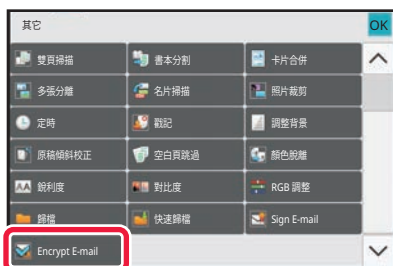 其它
OK
雙頁掃描
書本分割
卡片合併
多張分離
名片掃描
照片裁剪
定時
戳記
調整背景
原稿傾斜校正
空白頁跳過
顏色脫離
AA 銳利度
對比度
RGB 調整
歸檔
快速歸檔
Sign E-mail
Encrypt E-mail